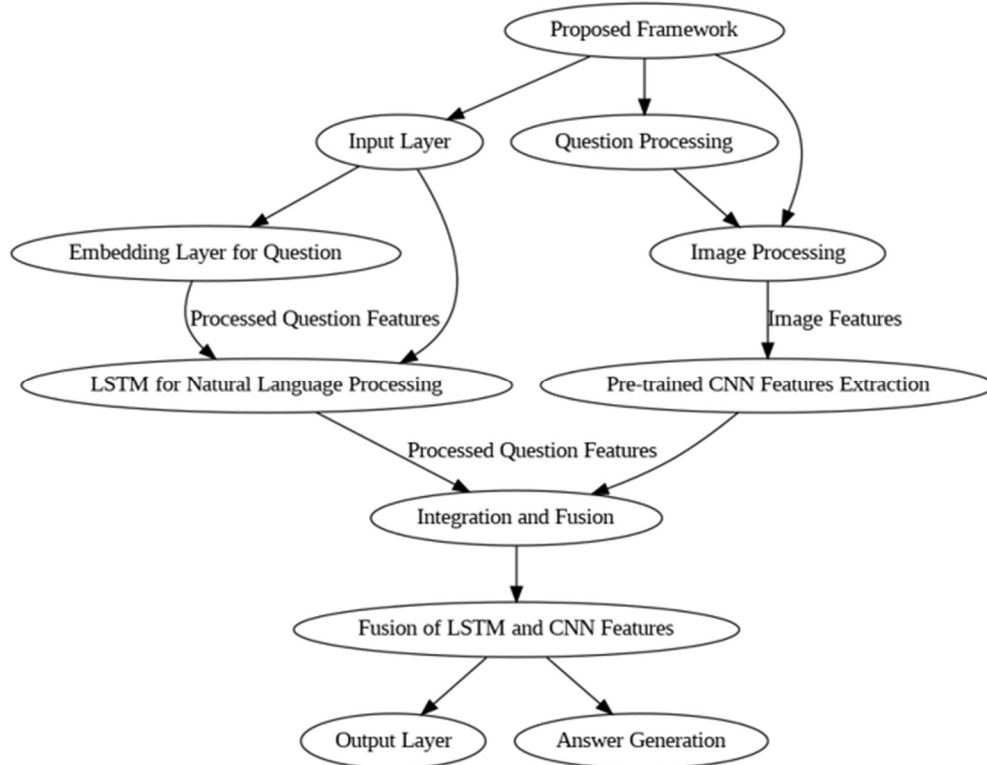 Proposed Framework
Input Layer
Question Processing
Embedding Layer for Question
Image Processing
Processed Question Features
Image Features
LSTM for Natural Language Processing
Pre-trained CNN Features Extraction
Processed Question Features
Integration and Fusion
Fusion of LSTM and CNN Features
Output Layer
Answer Generation